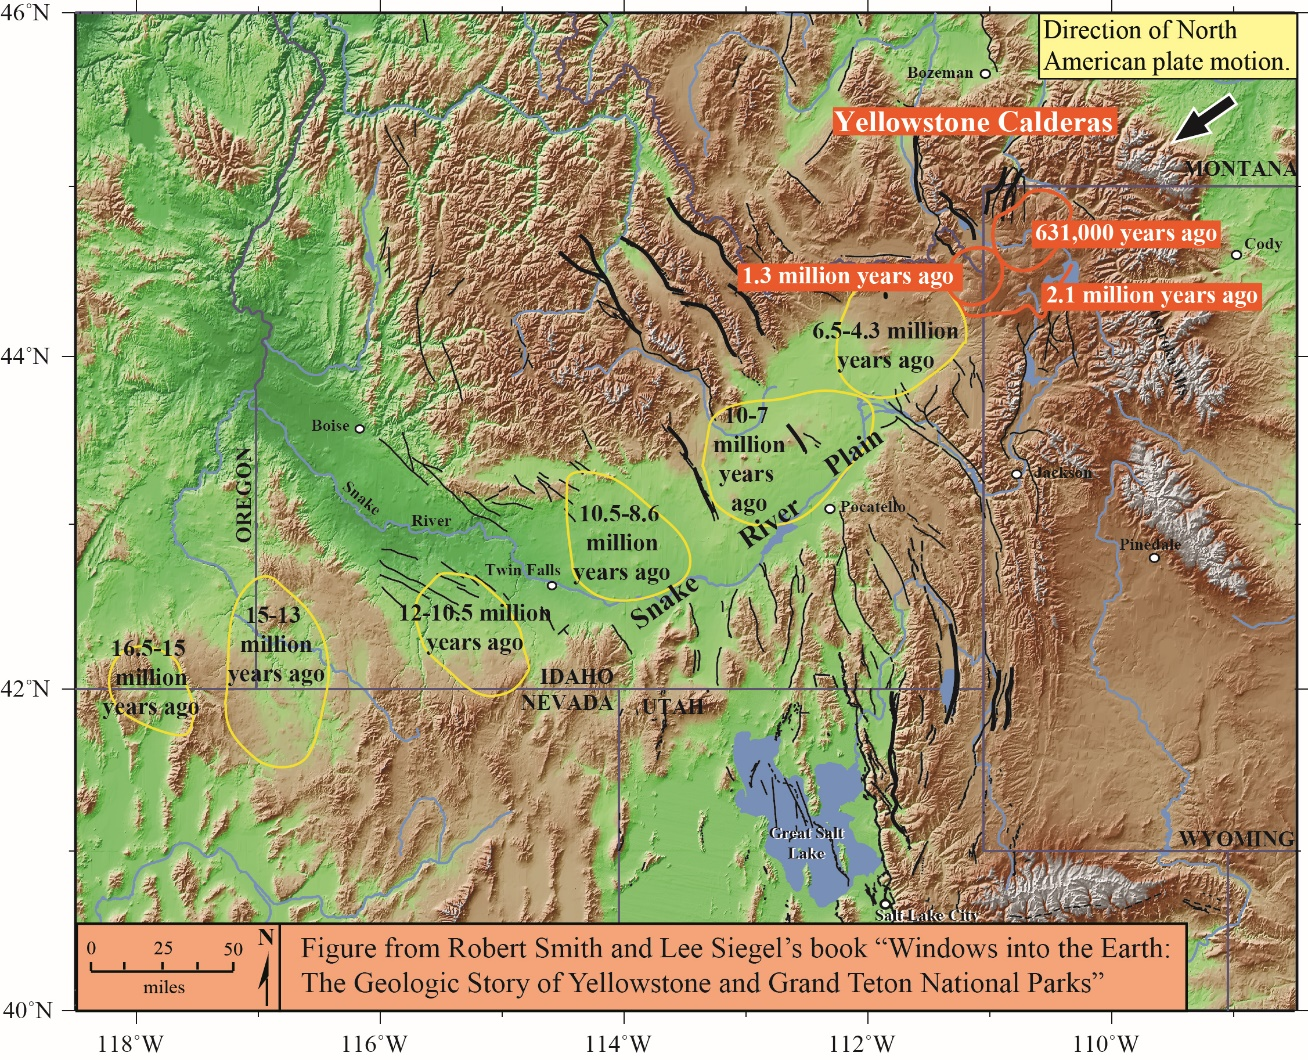 46°N
Direction of North
American plate motion.
Bozeman
Yellowstone Calderas
MONTANA
631,000 years ago
Cody
1.3 million years ago
2.1 million years ago
6.5-4.3 million
years ago
44°N
10-7
million
years
ago
Boise
Plain
Jackson
OREGON
Snake
River
River
Pocatello
10.5-8.6
million
years ago
Pinedale
Twin Falls
Snake
12-10.5 million
years ago
15-13
million
years ago
16.5-15
million
years ago
42°N
IDAHO
NEVADA
UTAH
Great Salt
Lake
WYOMING
Salt Lake City
0 25 50
miles
N
Figure from Robert Smith and Lee Siegel's book “Windows into the Earth:
The Geologic Story of Yellowstone and Grand Teton National Parks”
40°N
118°W 116°W 114°W 112°W 110°W